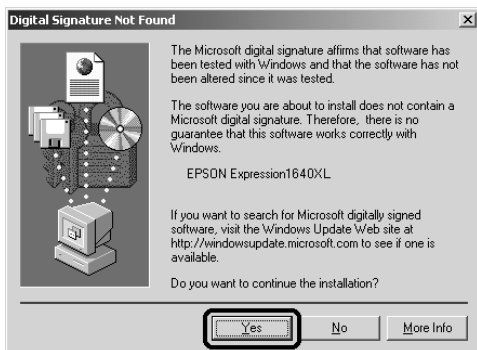 Digital Signature Not Found
The Microsoft digital signature affirms that software has
been tested with Windows and that the software has not
been altered since it was tested.
The software you are about to install does not contain a
Microsoft digital signature. Therefore, there is no
guarantee that this software works correctly with
Windows.
EPSON Expression1640XL
If you want to search for Microsoft digitally signed
software, visit the Windows Update Web site at
http://windowsupdate.microsoft.com to see if one is
available.
Do you want to continue the installation?
Yes No More Info